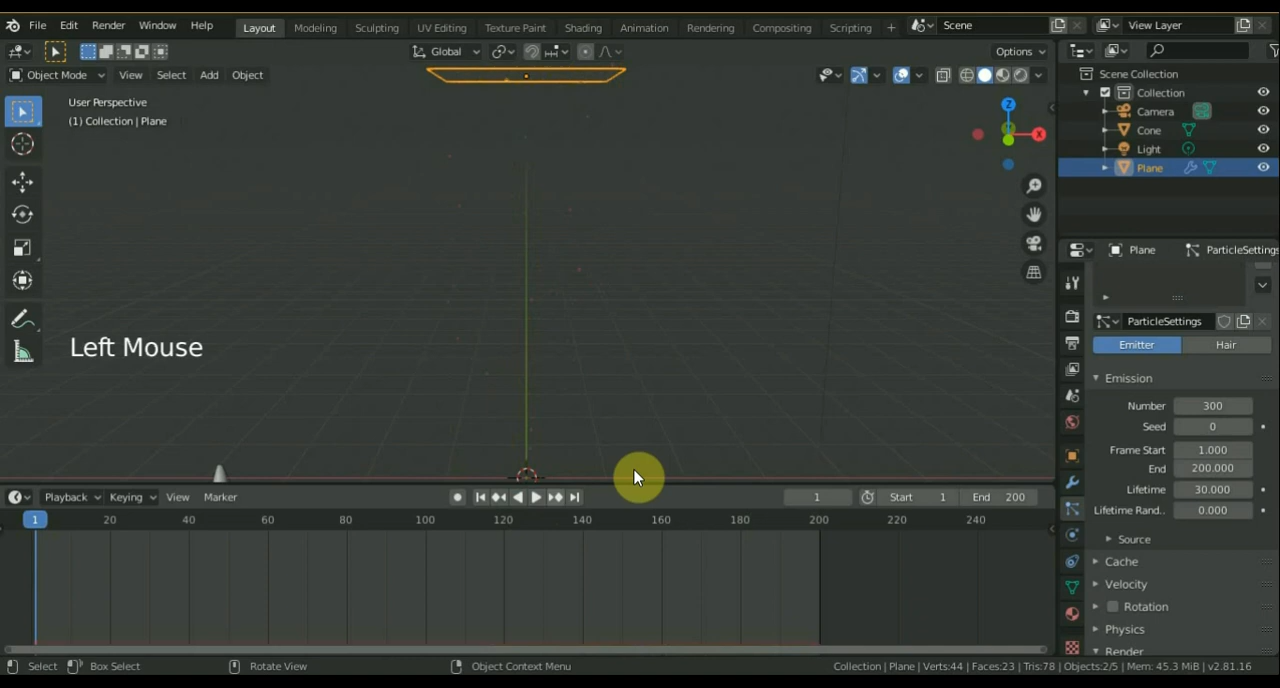 File Edit Render Window Help Layout Modeling Sculpting UV Editing Texture Paint Shading Animation Rendering Compositing Scripting + Scene View Layer
Global Options
Object Mode View Select Add Object
User Perspective
(1) Collection | Plane
Z
X
Scene Collection
Collection
Camera
Cone
Light
Plane
Plane ParticleSettings
ParticleSettings
Emitter Hair
Emission
Number 300
Seed 0
Frame Start 1.000
End 200.000
Lifetime 30.000
Lifetime Rand.. 0.000
Source
Cache
Velocity
Rotation
Physics
Render
Left Mouse
Playback Keying View Marker 1 Start 1 End 200
1 20 40 60 80 100 120 140 160 180 200 220 240
Select Box Select Rotate View Object Context Menu Collection | Plane | Verts:44 | Faces:23 | Tris:78 | Objects:2/5 | Mem: 45.3 MiB | v2.81.16